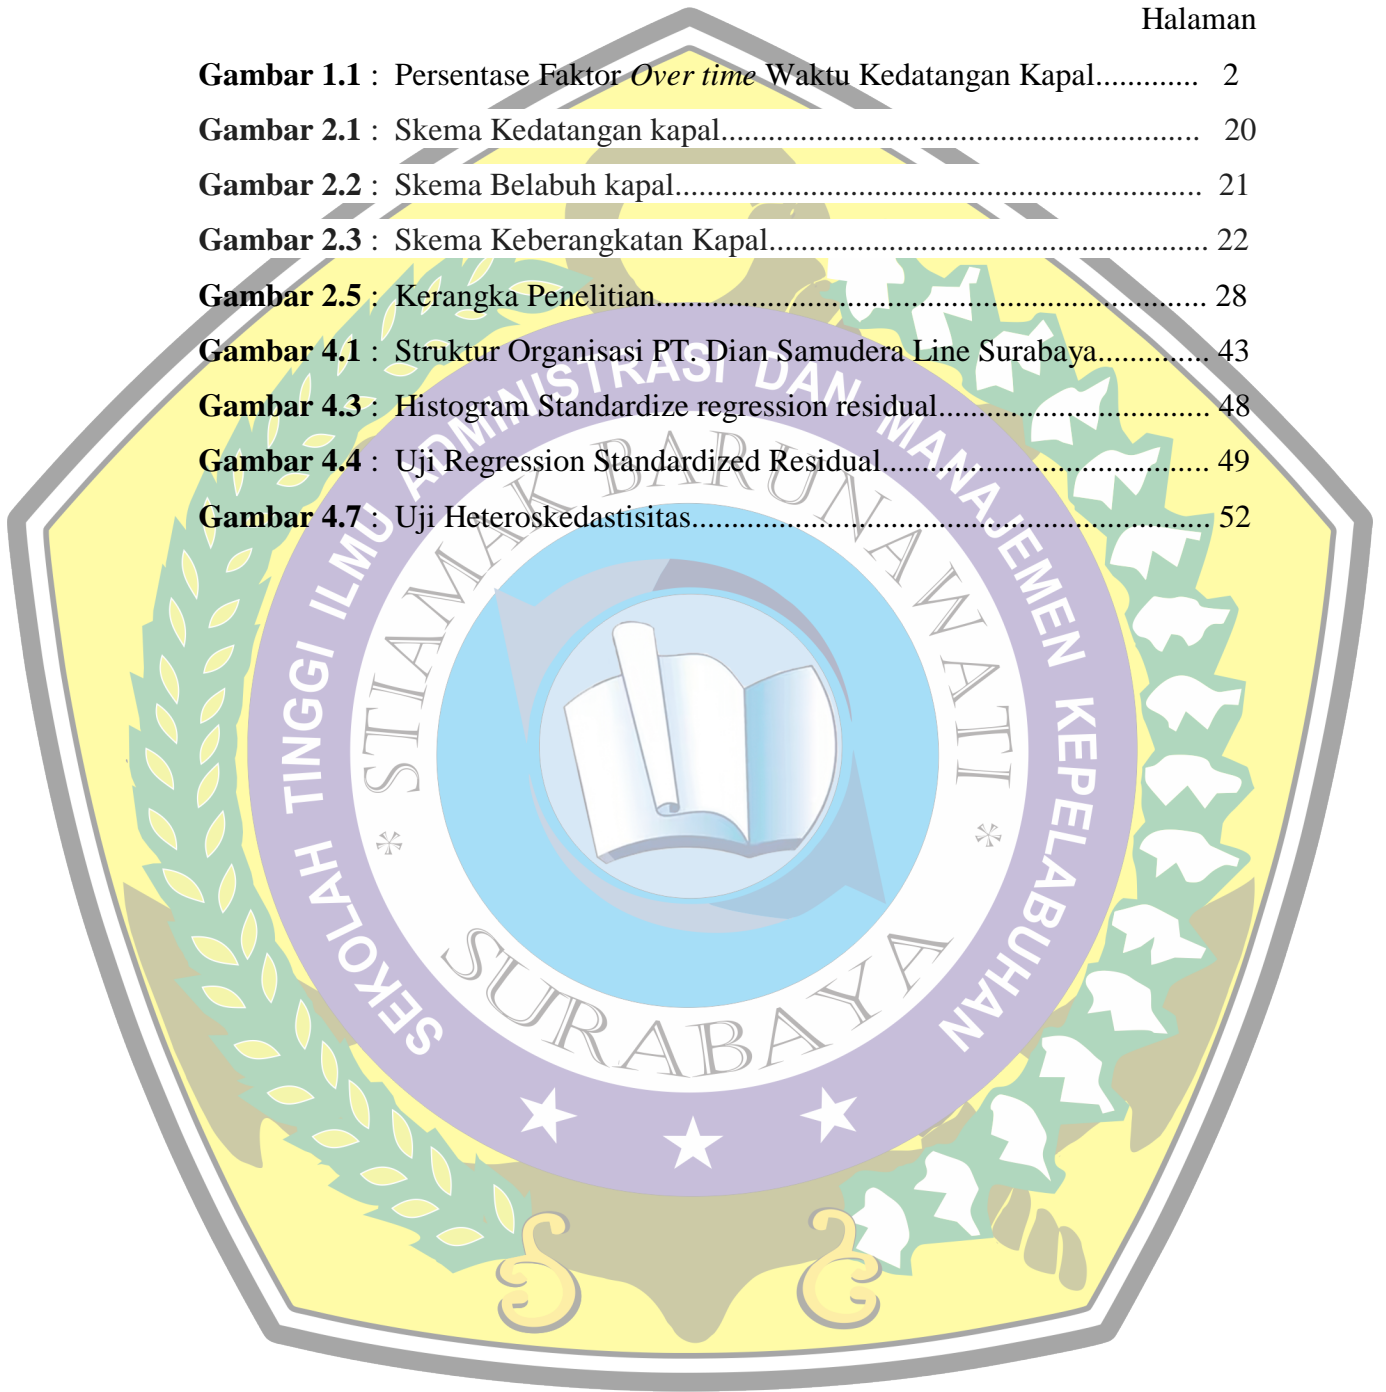 Halaman
Gambar 1.1 : Persentase Faktor Over time Waktu Kedatangan Kapal............. 2
Gambar 2.1 : Skema Kedatangan kapal............................................................. 20
Gambar 2.2 : Skema Belabuh kapal.................................................................... 21
Gambar 2.3 : Skema Keberangkatan Kapal......................................................... 22
Gambar 2.5 : Kerangka Penelitian....................................................................... 28
Gambar 4.1 : Struktur Organisasi PT. Dian Samudera Line Surabaya.............. 43
Gambar 4.3 : Histogram Standardize regression residual................................... 48
Gambar 4.4 : Uji Regression Standardized Residual.......................................... 49
Gambar 4.7 : Uji Heteroskedastisitas................................................................... 52
SEKOLAH TINGGI ILMU ADMINISTRASI DAN MANAJEMEN KEPELABUHAN
STIAMAK BARUNAWATI
SURABAYA